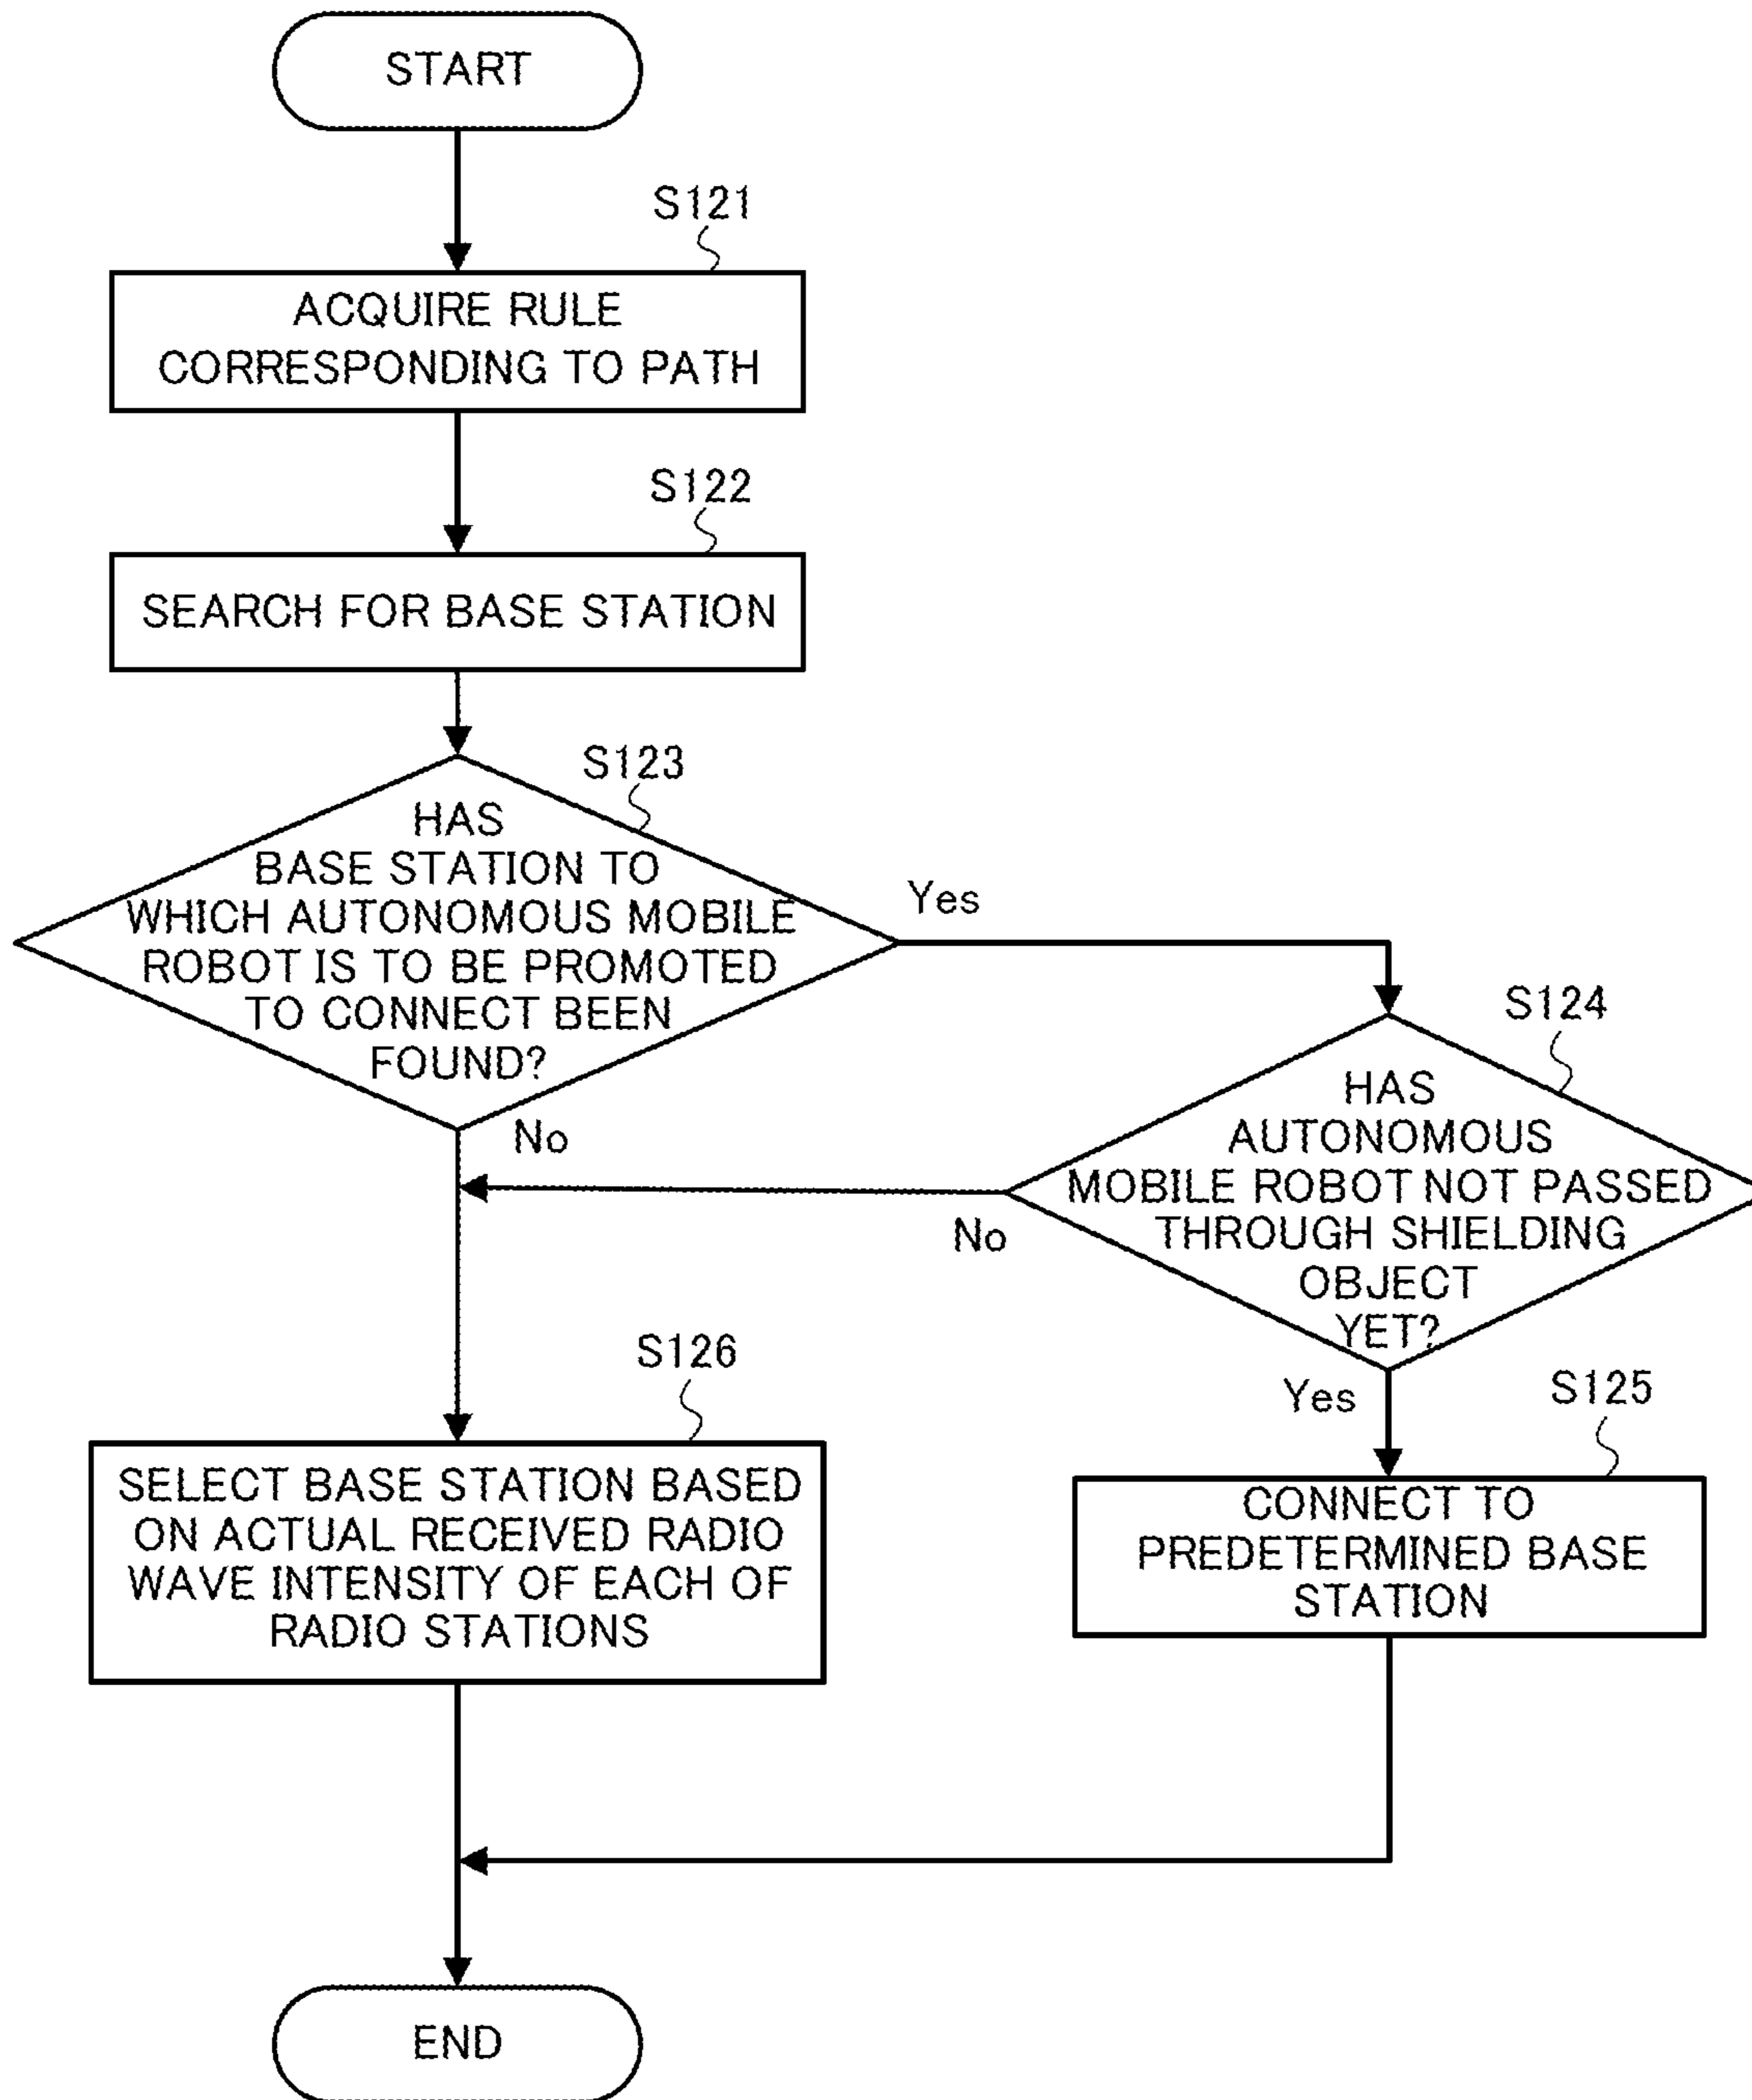 START
S121
ACQUIRE RULE
CORRESPONDING TO PATH
S122
SEARCH FOR BASE STATION
S123
HAS
BASE STATION TO
WHICH AUTONOMOUS MOBILE
ROBOT IS TO BE PROMOTED
TO CONNECT BEEN
FOUND?
Yes
No
S124
HAS
AUTONOMOUS
MOBILE ROBOT NOT PASSED
THROUGH SHIELDING
OBJECT
YET?
No
Yes
S125
CONNECT TO
PREDETERMINED BASE
STATION
S126
SELECT BASE STATION BASED
ON ACTUAL RECEIVED RADIO
WAVE INTENSITY OF EACH OF
RADIO STATIONS
END